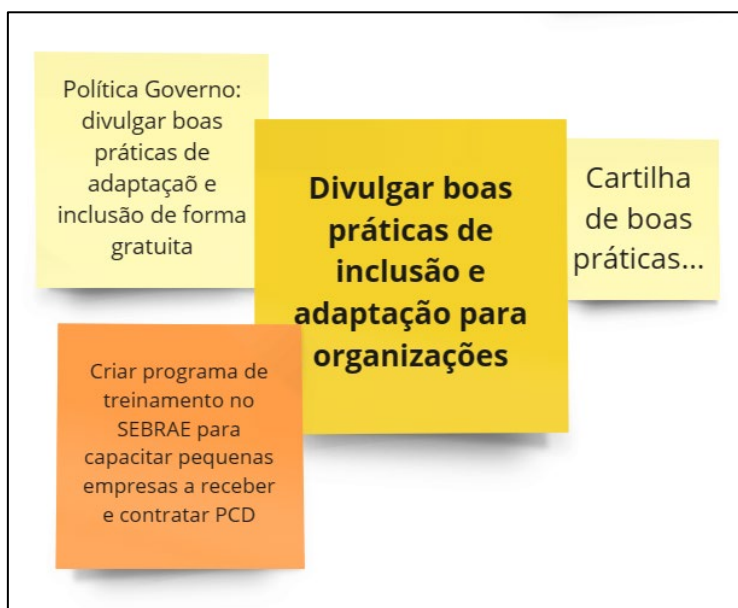 Política Governo:
divulgar boas
práticas de
adaptaçaõ e
inclusão de forma
gratuita
Divulgar boas
práticas de
inclusão e
adaptação para
organizações
Cartilha
de boas
práticas...
Criar programa de
treinamento no
SEBRAE para
capacitar pequenas
empresas a receber
e contratar PCD